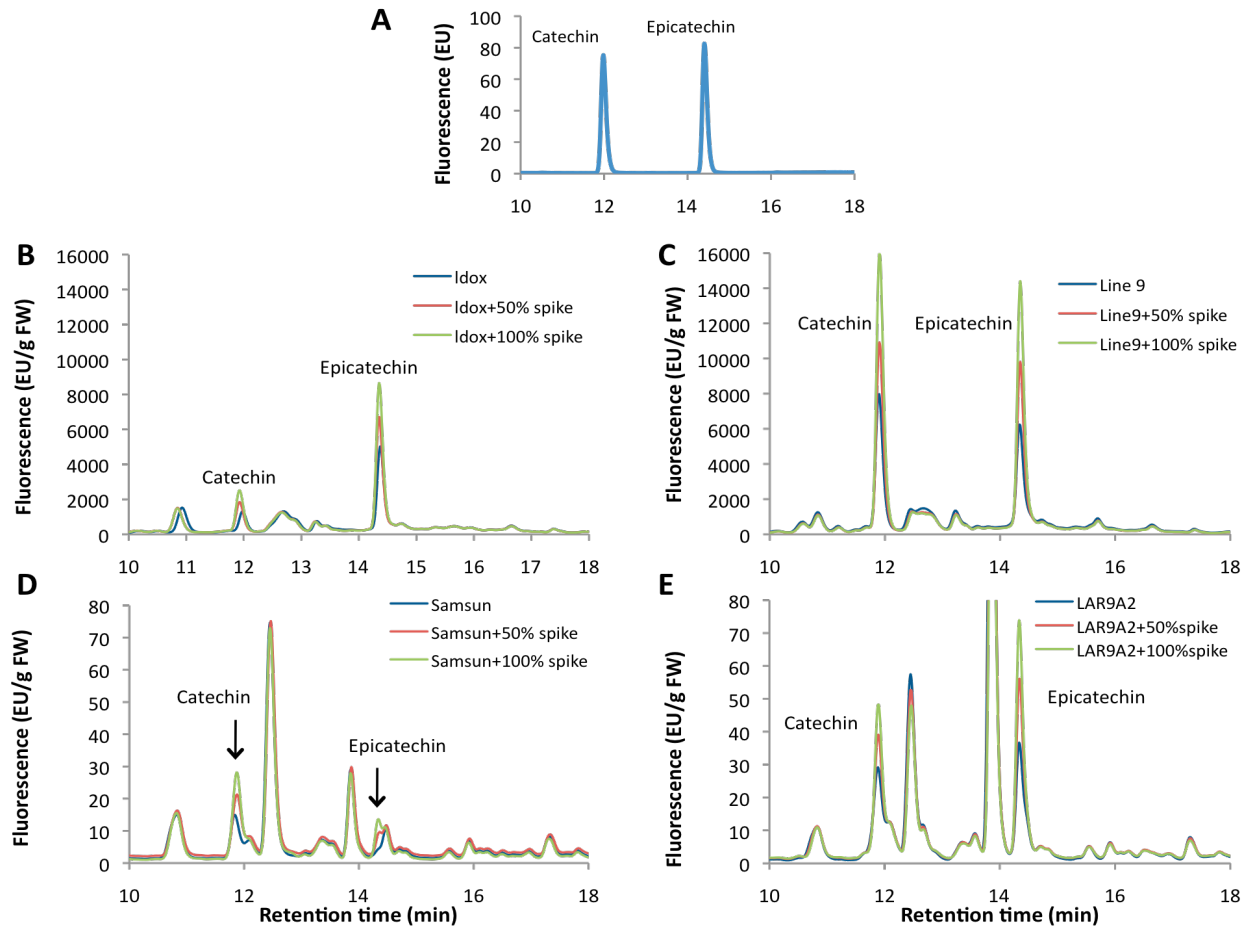 A
Fluorescence (EU)
100
80
60
40
20
0
Catechin
Epicatechin
10 12 14 16 18
B
Fluorescence (EU/g FW)
16000
14000
12000
10000
8000
6000
4000
2000
0
Idox
Idox+50% spike
Idox+100% spike
Epicatechin
Catechin
10 11 12 13 14 15 16 17 18
C
Fluorescence (EU/g FW)
16000
14000
12000
10000
8000
6000
4000
2000
0
Line 9
Line9+50% spike
Line9+100% spike
Catechin
Epicatechin
10 12 14 16 18
D
Fluorescence (EU/g FW)
80
70
60
50
40
30
20
10
0
Samsun
Samsun+50% spike
Samsun+100% spike
Catechin
Epicatechin
10 12 14 16 18
Retention time (min)
E
Fluorescence (EU/g FW)
80
70
60
50
40
30
20
10
0
LAR9A2
LAR9A2+50%spike
LAR9A2+100%spike
Catechin
Epicatechin
10 12 14 16 18
Retention time (min)